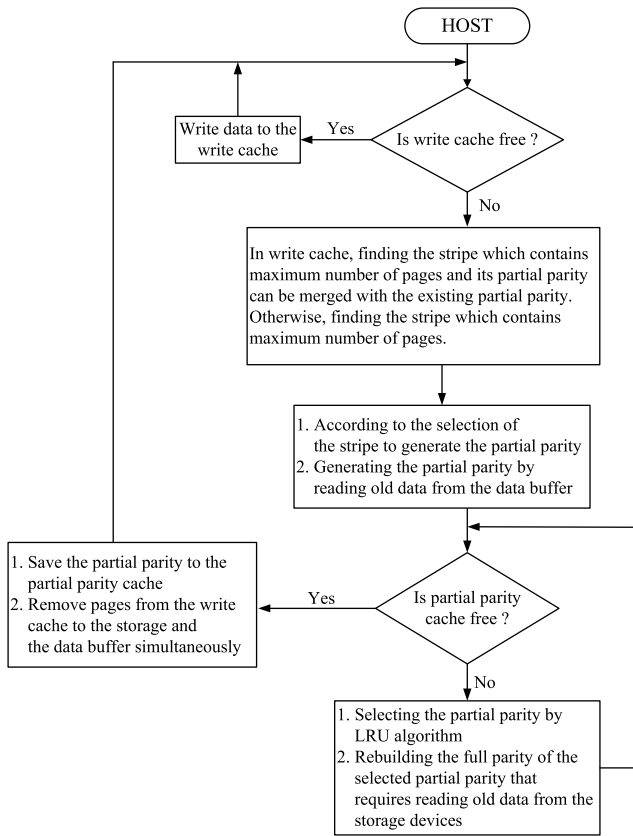 HOST
Is write cache free ?
Yes
Write data to the
write cache
No
In write cache, finding the stripe which contains
maximum number of pages and its partial parity
can be merged with the existing partial parity.
Otherwise, finding the stripe which contains
maximum number of pages.
1. According to the selection of
the stripe to generate the partial parity
2. Generating the partial parity by
reading old data from the data buffer
Is partial parity
cache free ?
Yes
1. Save the partial parity to the
partial parity cache
2. Remove pages from the write
cache to the storage and
the data buffer simultaneously
No
1. Selecting the partial parity by
LRU algorithm
2. Rebuilding the full parity of the
selected partial parity that
requires reading old data from the
storage devices